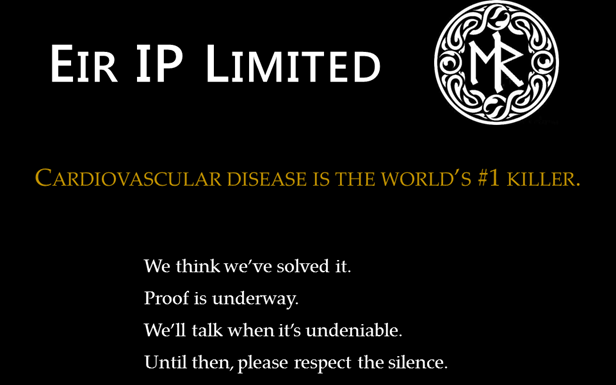 EIR IP LIMITED
CARDIOVASCULAR DISEASE IS THE WORLD'S #1 KILLER.
We think we've solved it.
Proof is underway.
We'll talk when it's undeniable.
Until then, please respect the silence.